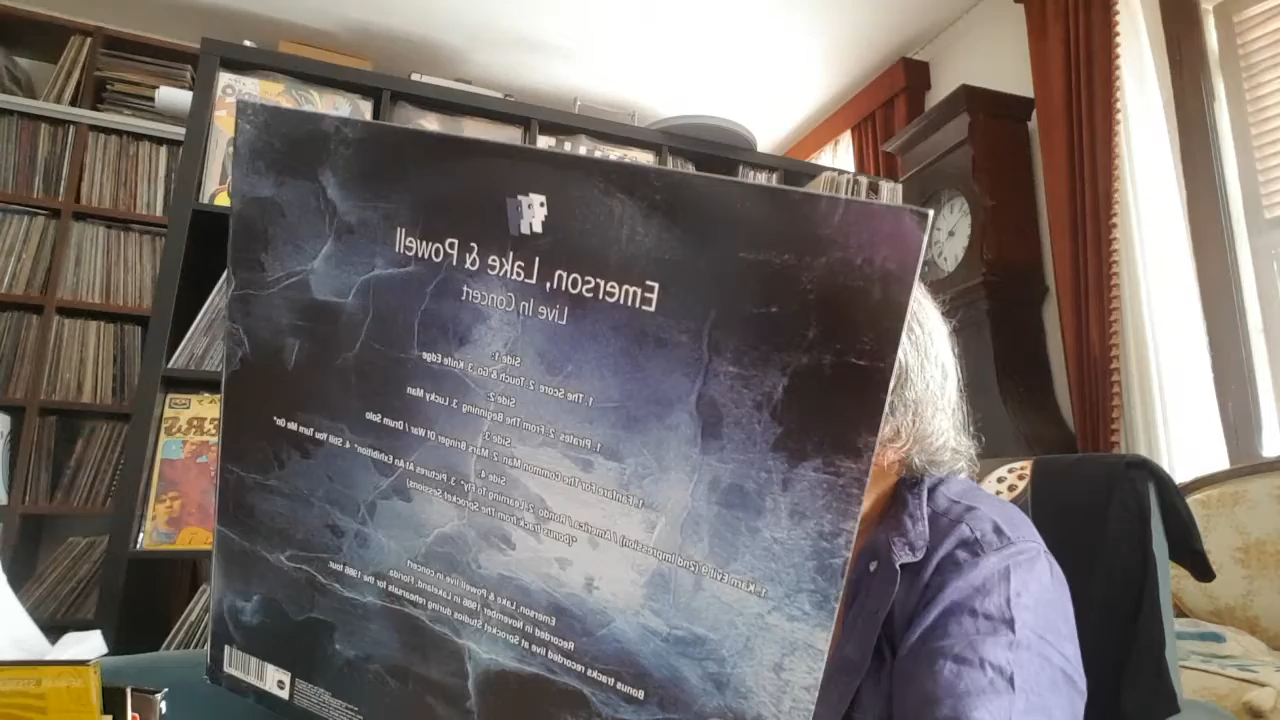 Emerson, Lake & Powell
Live In Concert
Side 1:
1. The Score 2. Touch & Go 3. Knife Edge
Side 2:
1. Pirates 2. From The Beginning 3. Lucky Man
Side 3:
1. Fanfare For The Common Man 2. Mars Bringer Of War / Drum Solo
Side 4:
1. Karn Evil 9 (2nd Impression) / America / Rondo 2. Learning To Fly* 3. Pictures At An Exhibition* 4. Still You Turn Me On*
*(bonus track from The Sprocket Sessions)
Emerson, Lake & Powell live in concert
Recorded in November 1986 in Lakeland, Florida.
Bonus tracks recorded live at Sprocket Studios during rehearsals for the 1986 tour.